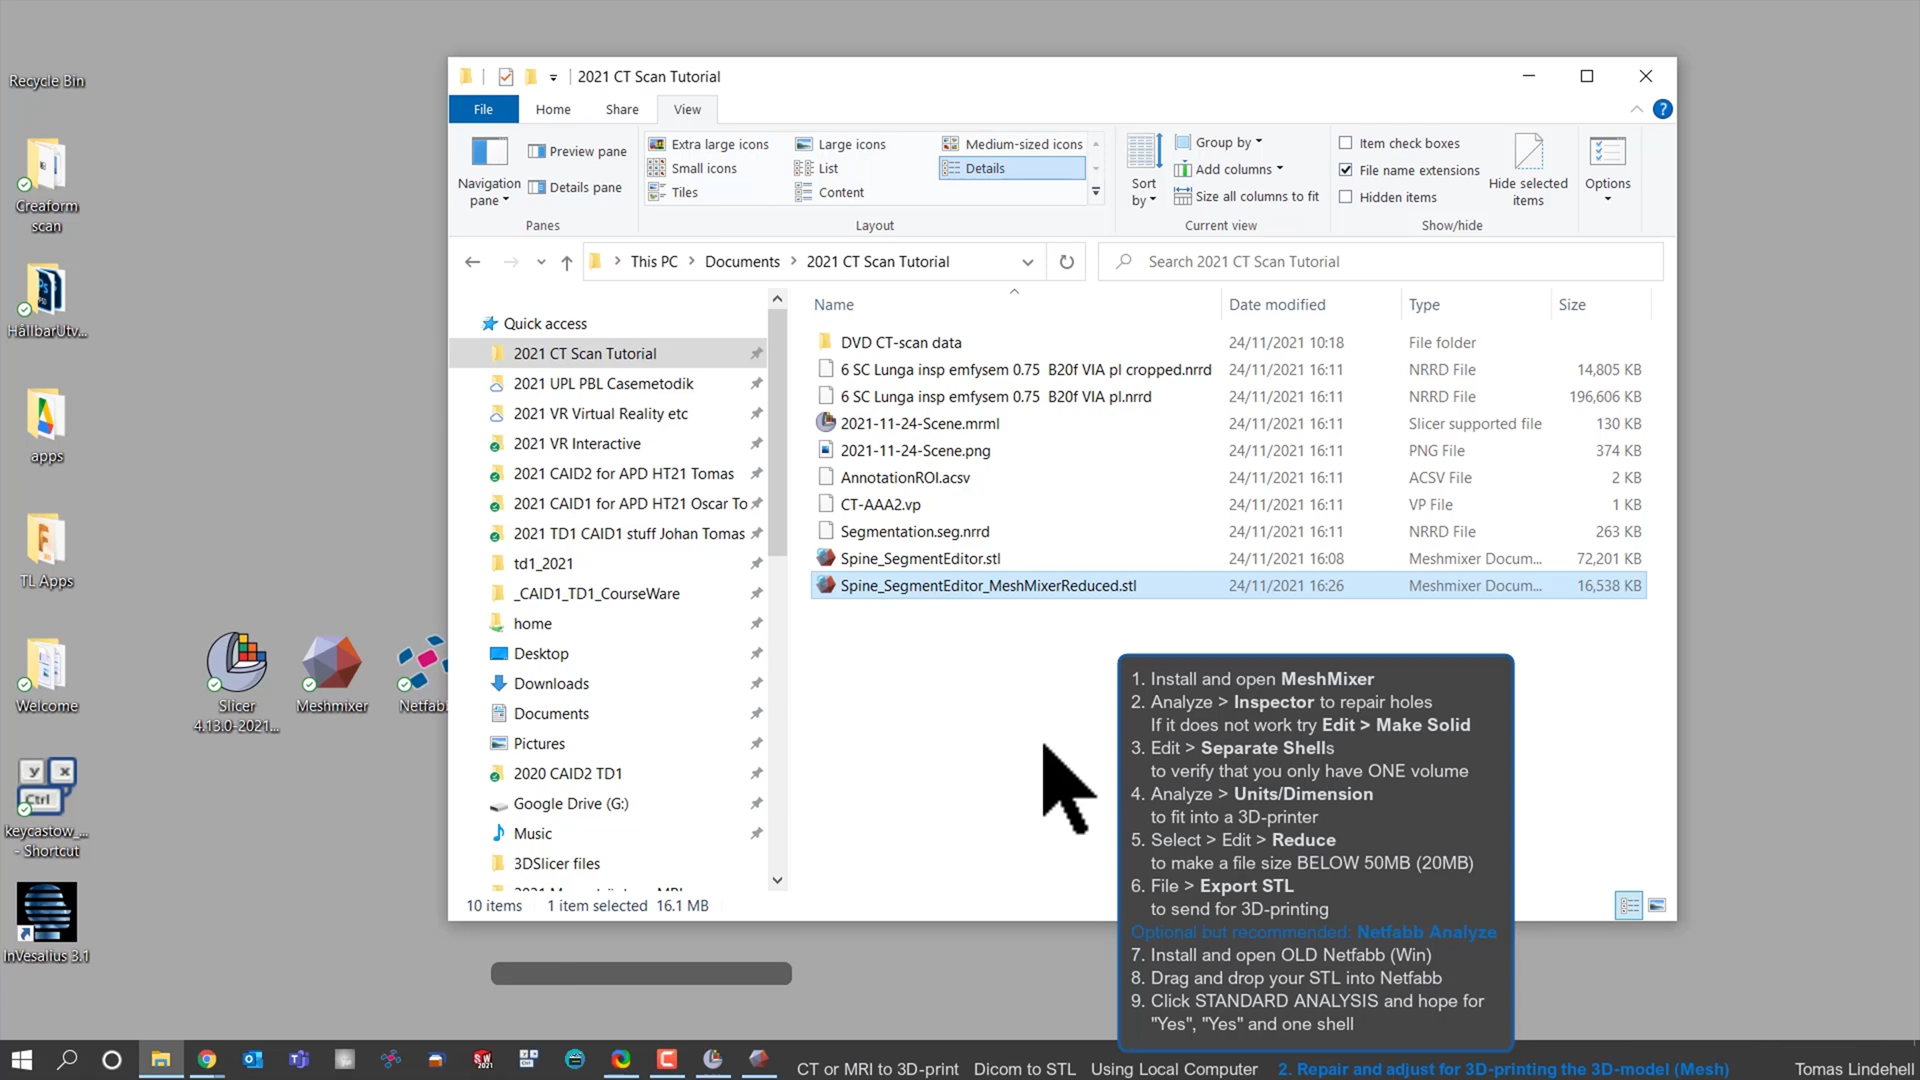 Recycle Bin
Creaform
scan
HållbarUtv...
apps
TL Apps
Welcome
keycastow_...
- Shortcut
InVesalius 3.1
Slicer
4.13.0-2021...
Meshmixer
Netfab
y x
Ctrl
2021 CT Scan Tutorial
File
Home
Share
View
Navigation
pane
Preview pane
Details pane
Panes
Extra large icons
Large icons
Medium-sized icons
Small icons
List
Details
Tiles
Content
Layout
Sort
by
Group by
Add columns
Size all columns to fit
Current view
Item check boxes
File name extensions
Hidden items
Hide selected
items
Show/hide
Options
This PC > Documents > 2021 CT Scan Tutorial
Search 2021 CT Scan Tutorial
Quick access
2021 CT Scan Tutorial
2021 UPL PBL Casemetodik
2021 VR Virtual Reality etc
2021 VR Interactive
2021 CAID2 for APD HT21 Tomas
2021 CAID1 for APD HT21 Oscar To
2021 TD1 CAID1 stuff Johan Tomas
td1_2021
_CAID1_TD1_CourseWare
home
Desktop
Downloads
Documents
Pictures
2020 CAID2 TD1
Google Drive (G:)
Music
3DSlicer files
Name Date modified Type Size
DVD CT-scan data 24/11/2021 10:18 File folder
6 SC Lunga insp emfysem 0.75 B20f VIA pl cropped.nrrd 24/11/2021 16:11 NRRD File 14,805 KB
6 SC Lunga insp emfysem 0.75 B20f VIA pl.nrrd 24/11/2021 16:11 NRRD File 196,606 KB
2021-11-24-Scene.mrml 24/11/2021 16:11 Slicer supported file 130 KB
2021-11-24-Scene.png 24/11/2021 16:11 PNG File 374 KB
AnnotationROI.acsv 24/11/2021 16:11 ACSV File 2 KB
CT-AAA2.vp 24/11/2021 16:11 VP File 1 KB
Segmentation.seg.nrrd 24/11/2021 16:11 NRRD File 263 KB
Spine_SegmentEditor.stl 24/11/2021 16:08 Meshmixer Docum... 72,201 KB
Spine_SegmentEditor_MeshMixerReduced.stl 24/11/2021 16:26 Meshmixer Docum... 16,538 KB
10 items 1 item selected 16.1 MB
1. Install and open MeshMixer
2. Analyze > Inspector to repair holes
If it does not work try Edit > Make Solid
3. Edit > Separate Shells
to verify that you only have ONE volume
4. Analyze > Units/Dimension
to fit into a 3D-printer
5. Select > Edit > Reduce
to make a file size BELOW 50MB (20MB)
6. File > Export STL
to send for 3D-printing
Optional but recommended: Netfabb Analyze
7. Install and open OLD Netfabb (Win)
8. Drag and drop your STL into Netfabb
9. Click STANDARD ANALYSIS and hope for
"Yes", "Yes" and one shell
CT or MRI to 3D-print Dicom to STL Using Local Computer 2. Repair and adjust for 3D-printing the 3D-model (Mesh) Tomas Lindehell